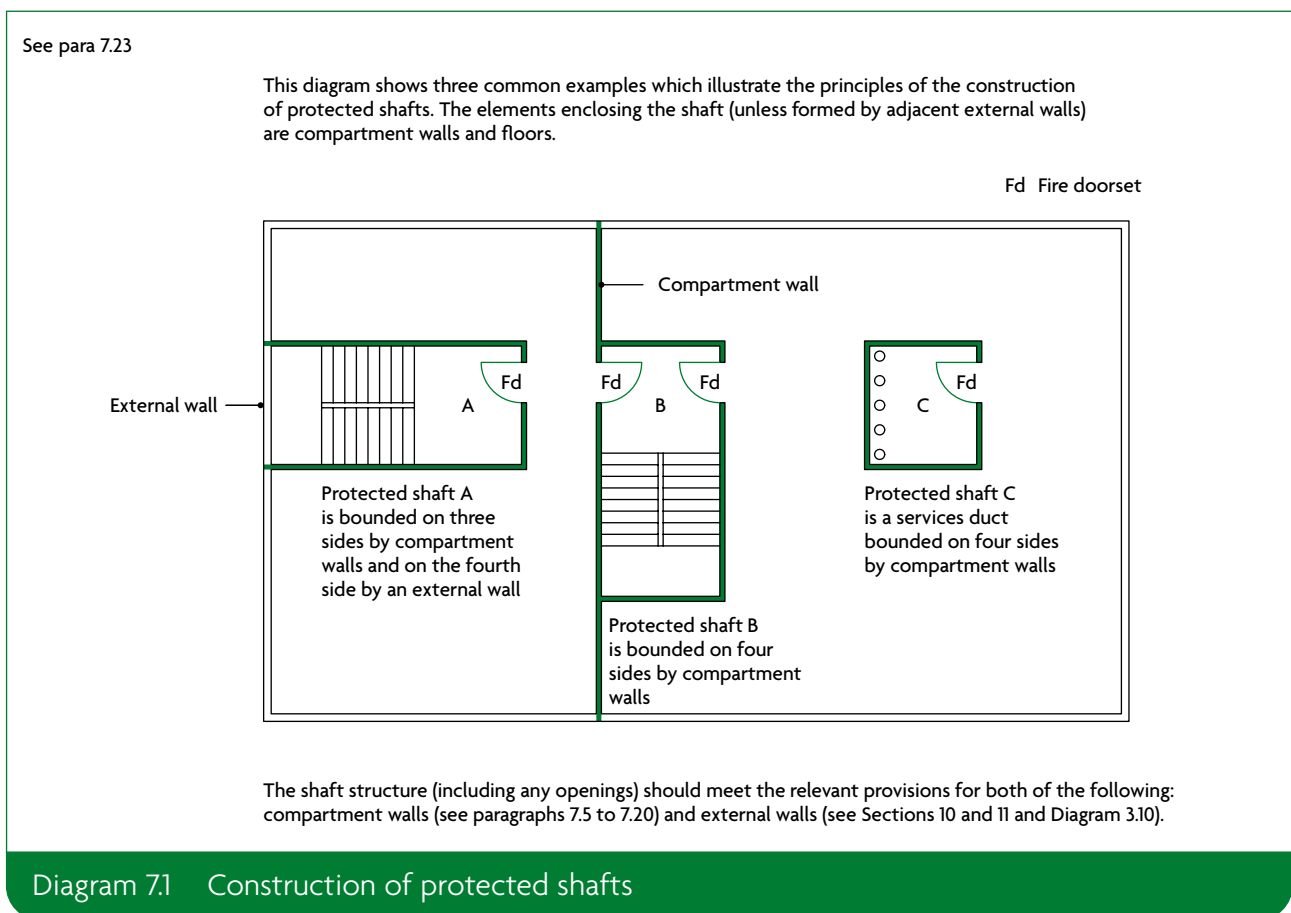 See para 7.23
This diagram shows three common examples which illustrate the principles of the construction
of protected shafts. The elements enclosing the shaft (unless formed by adjacent external walls)
are compartment walls and floors.
Fd Fire doorset
Compartment wall
External wall
Fd
A
Fd
Fd
B
Fd
C
Protected shaft A
is bounded on three
sides by compartment
walls and on the fourth
side by an external wall
Protected shaft B
is bounded on four
sides by compartment
walls
Protected shaft C
is a services duct
bounded on four sides
by compartment walls
The shaft structure (including any openings) should meet the relevant provisions for both of the following:
compartment walls (see paragraphs 7.5 to 7.20) and external walls (see Sections 10 and 11 and Diagram 3.10).
Diagram 7.1 Construction of protected shafts